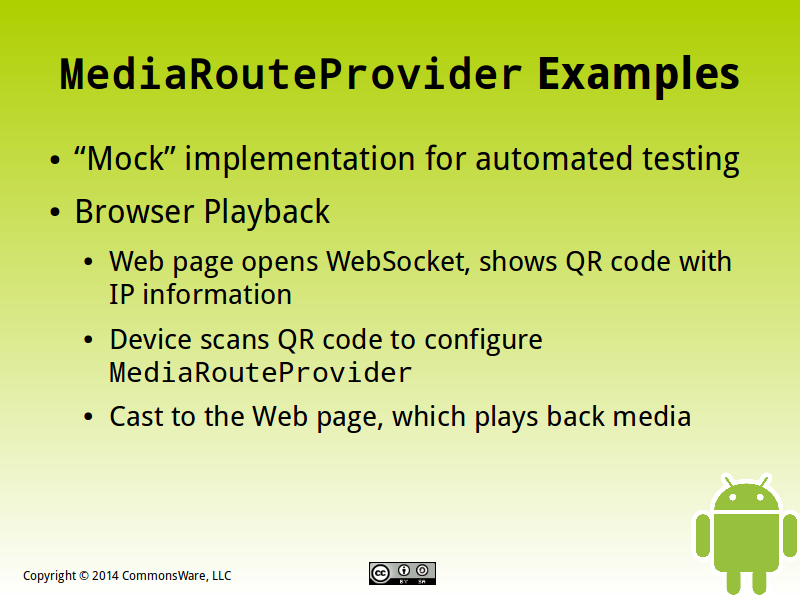 MediaRouteProvider Examples
• “Mock” implementation for automated testing
• Browser Playback
• Web page opens WebSocket, shows QR code with
IP information
• Device scans QR code to configure
MediaRouteProvider
• Cast to the Web page, which plays back media
Copyright © 2014 CommonsWare, LLC
cc
BY SA